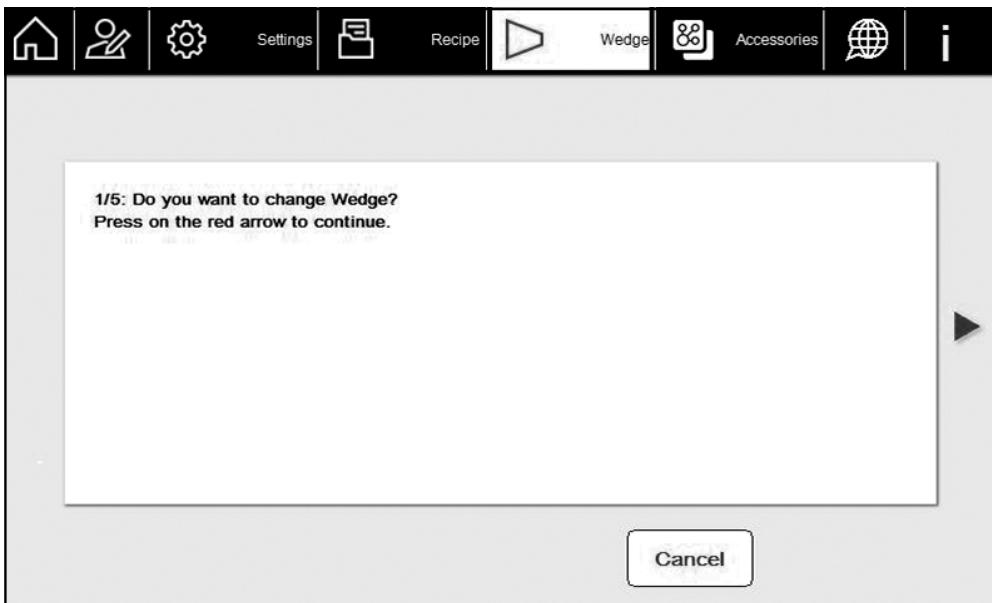 Settings
Recipe
Wedge
Accessories
i
1/5: Do you want to change Wedge?
Press on the red arrow to continue.
Cancel